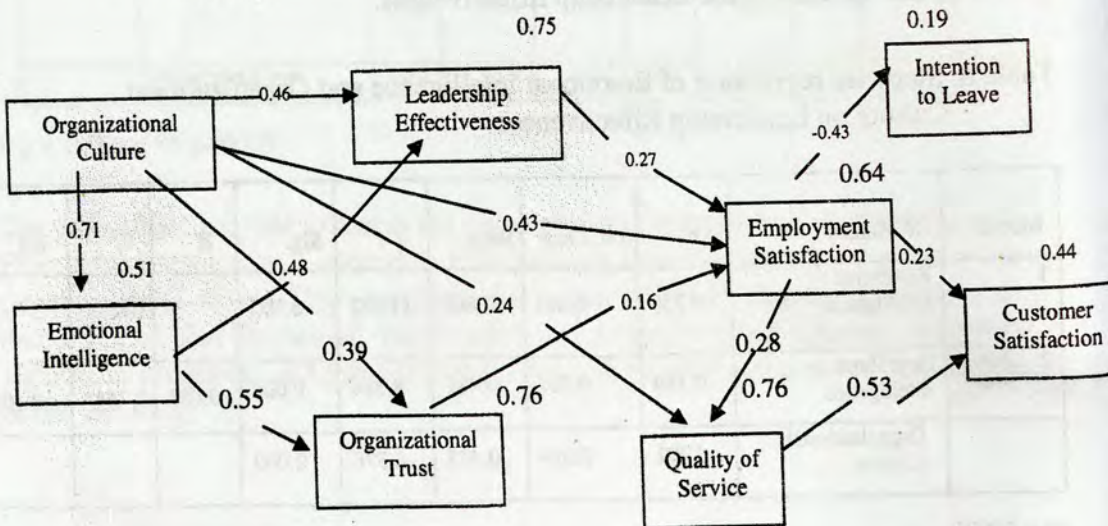 0.75
0.19
Intention
to Leave
0.46
Leadership
Effectiveness
Organizational
Culture
-0.43
0.27
0.64
0.43
Employment
Satisfaction
0.71
0.23
0.44
0.51
0.48
0.24
0.16
Customer
Satisfaction
Emotional
Intelligence
0.39
0.28
0.55
0.76
0.76
0.53
Organizational
Trust
Quality of
Service